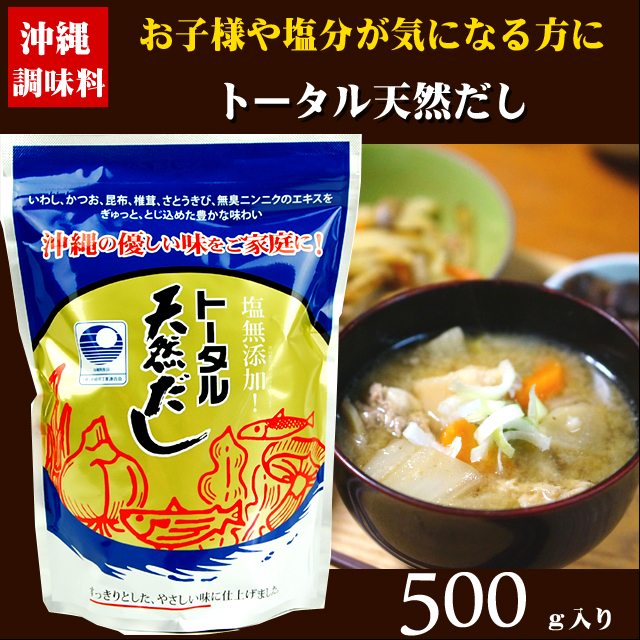 沖縄
調味料
お子様や塩分が気になる方に
トータル天然だし
いわし、かつお、昆布、椎茸、さとうきび、無臭ニンニクのエキスを
ぎゅっと、とじ込めた豊かな味わい
沖縄の優しい味をご家庭に!
塩無添加!
トータル
天然だし
すっきりとした、やさしい味に仕上げました
500g入り